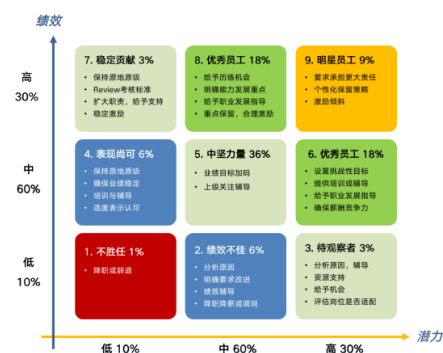 绩效
7. 稳定贡献 3%
• 保持原地原级
• Review考核标准
• 扩大职责，给予支持
• 稳定激励
8. 优秀员工 18%
• 给予历练机会
• 明确能力发展重点
• 给予职业发展指导
• 重点保留，合理激励
9. 明星员工 9%
• 要求承担更大责任
• 个性化保留策略
• 激励倾斜
高
30%
4. 表现尚可 6%
• 保持原地原级
• 确保业绩稳定
• 培训与辅导
• 适度表示认可
5. 中坚力量 36%
• 业绩目标加码
• 上级关注辅导
6. 优秀员工 18%
• 设置挑战性目标
• 提供培训或辅导
• 给予职业发展指导
• 确保薪酬竞争力
中
60%
1. 不胜任 1%
• 降职或辞退
2. 绩效不佳 6%
• 分析原因
• 明确要求改进
• 绩效辅导
• 降职降薪或调岗
3. 待观察者 3%
• 分析原因，辅导
• 资源支持
• 给予机会
• 评估岗位是否适配
低
10%
低 10%
中 60%
高 30%
潜力